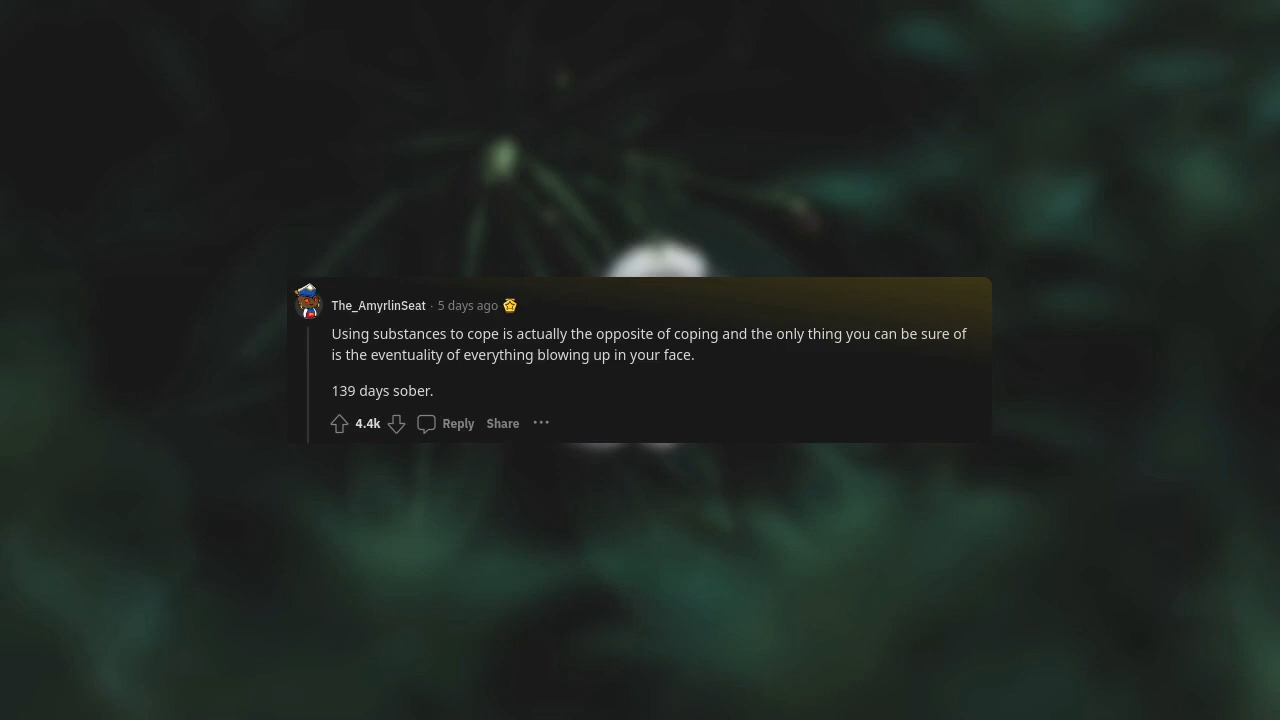 The_AmyrlinSeat · 5 days ago
Using substances to cope is actually the opposite of coping and the only thing you can be sure of
is the eventuality of everything blowing up in your face.
139 days sober.
4.4k Reply Share ···